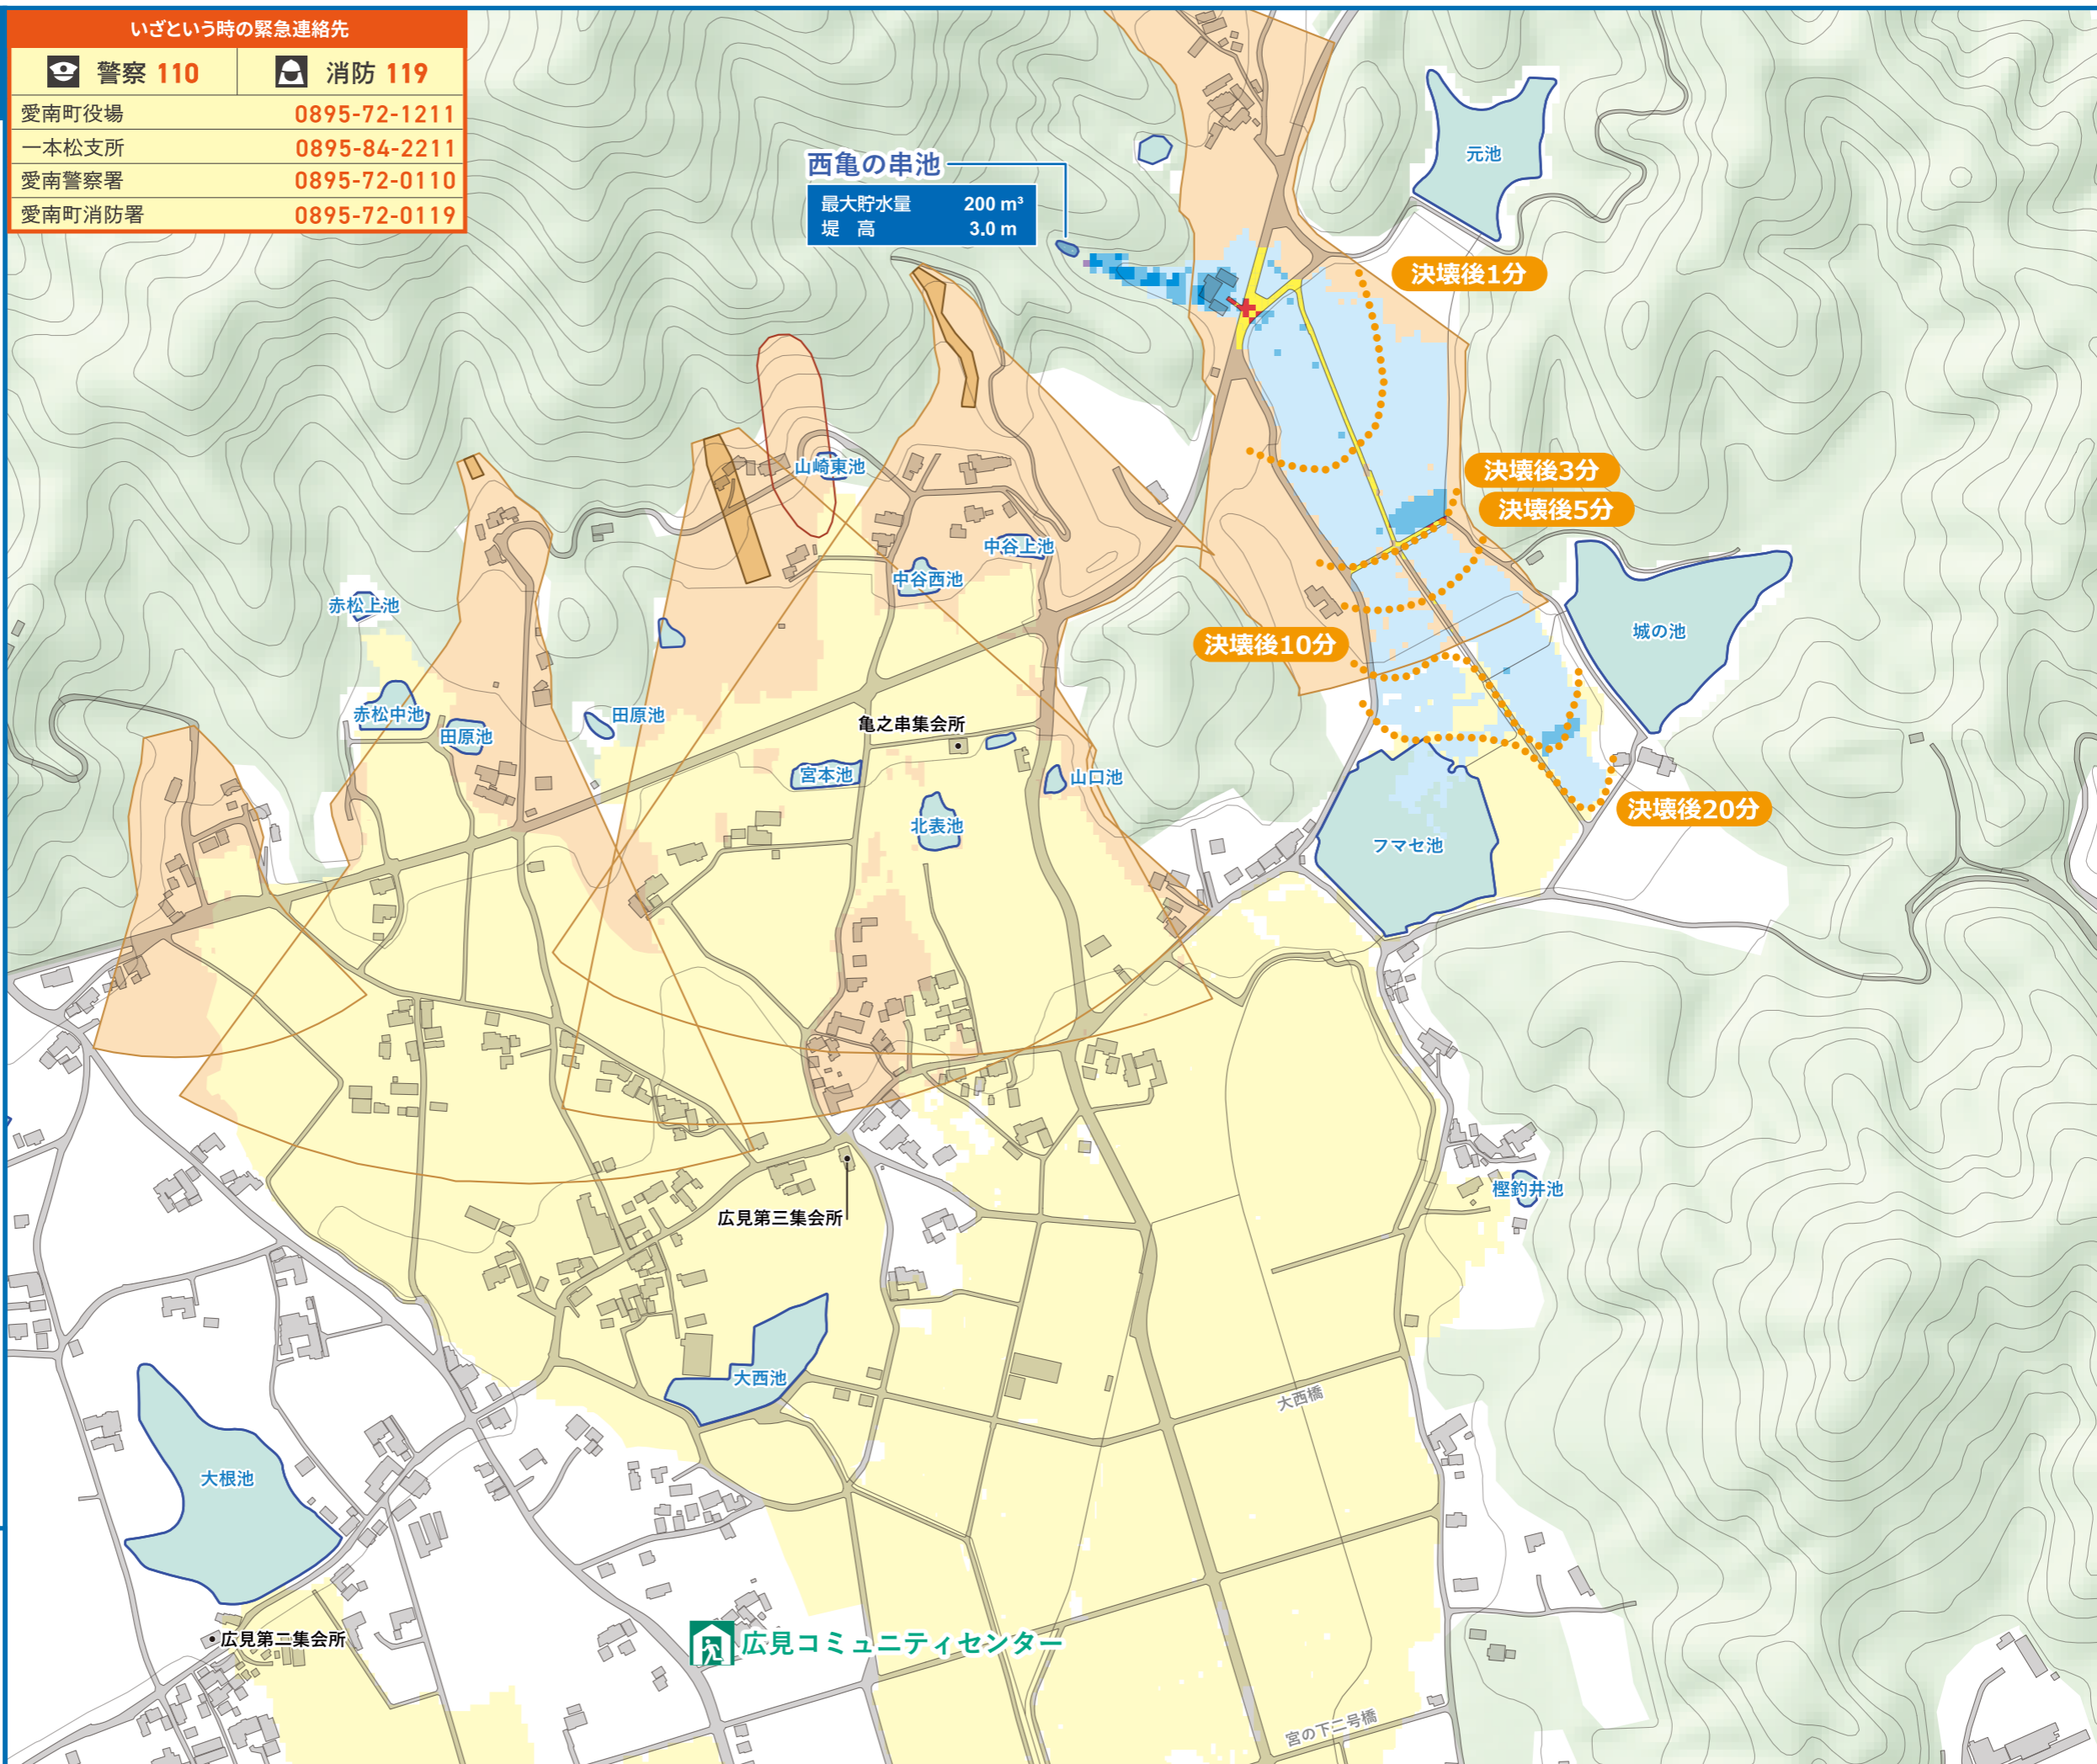 いざという時の緊急連絡先
警察 110
消防 119
愛南町役場 0895-72-1211
一本松支所 0895-84-2211
愛南警察署 0895-72-0110
愛南町消防署 0895-72-0119
西亀の串池
最大貯水量 200 m³
堤 高 3.0 m
元池
決壊後1分
決壊後3分
決壊後5分
山崎東池
中谷上池
中谷西池
赤松上池
城の池
決壊後10分
赤松中池
田原池
田原池
亀之串集会所
宮本池
山口池
北表池
決壊後20分
フマセ池
樫釣井池
広見第三集会所
大西池
大西橋
大根池
広見第二集会所
広見コミュニティセンター
宮の下二号橋